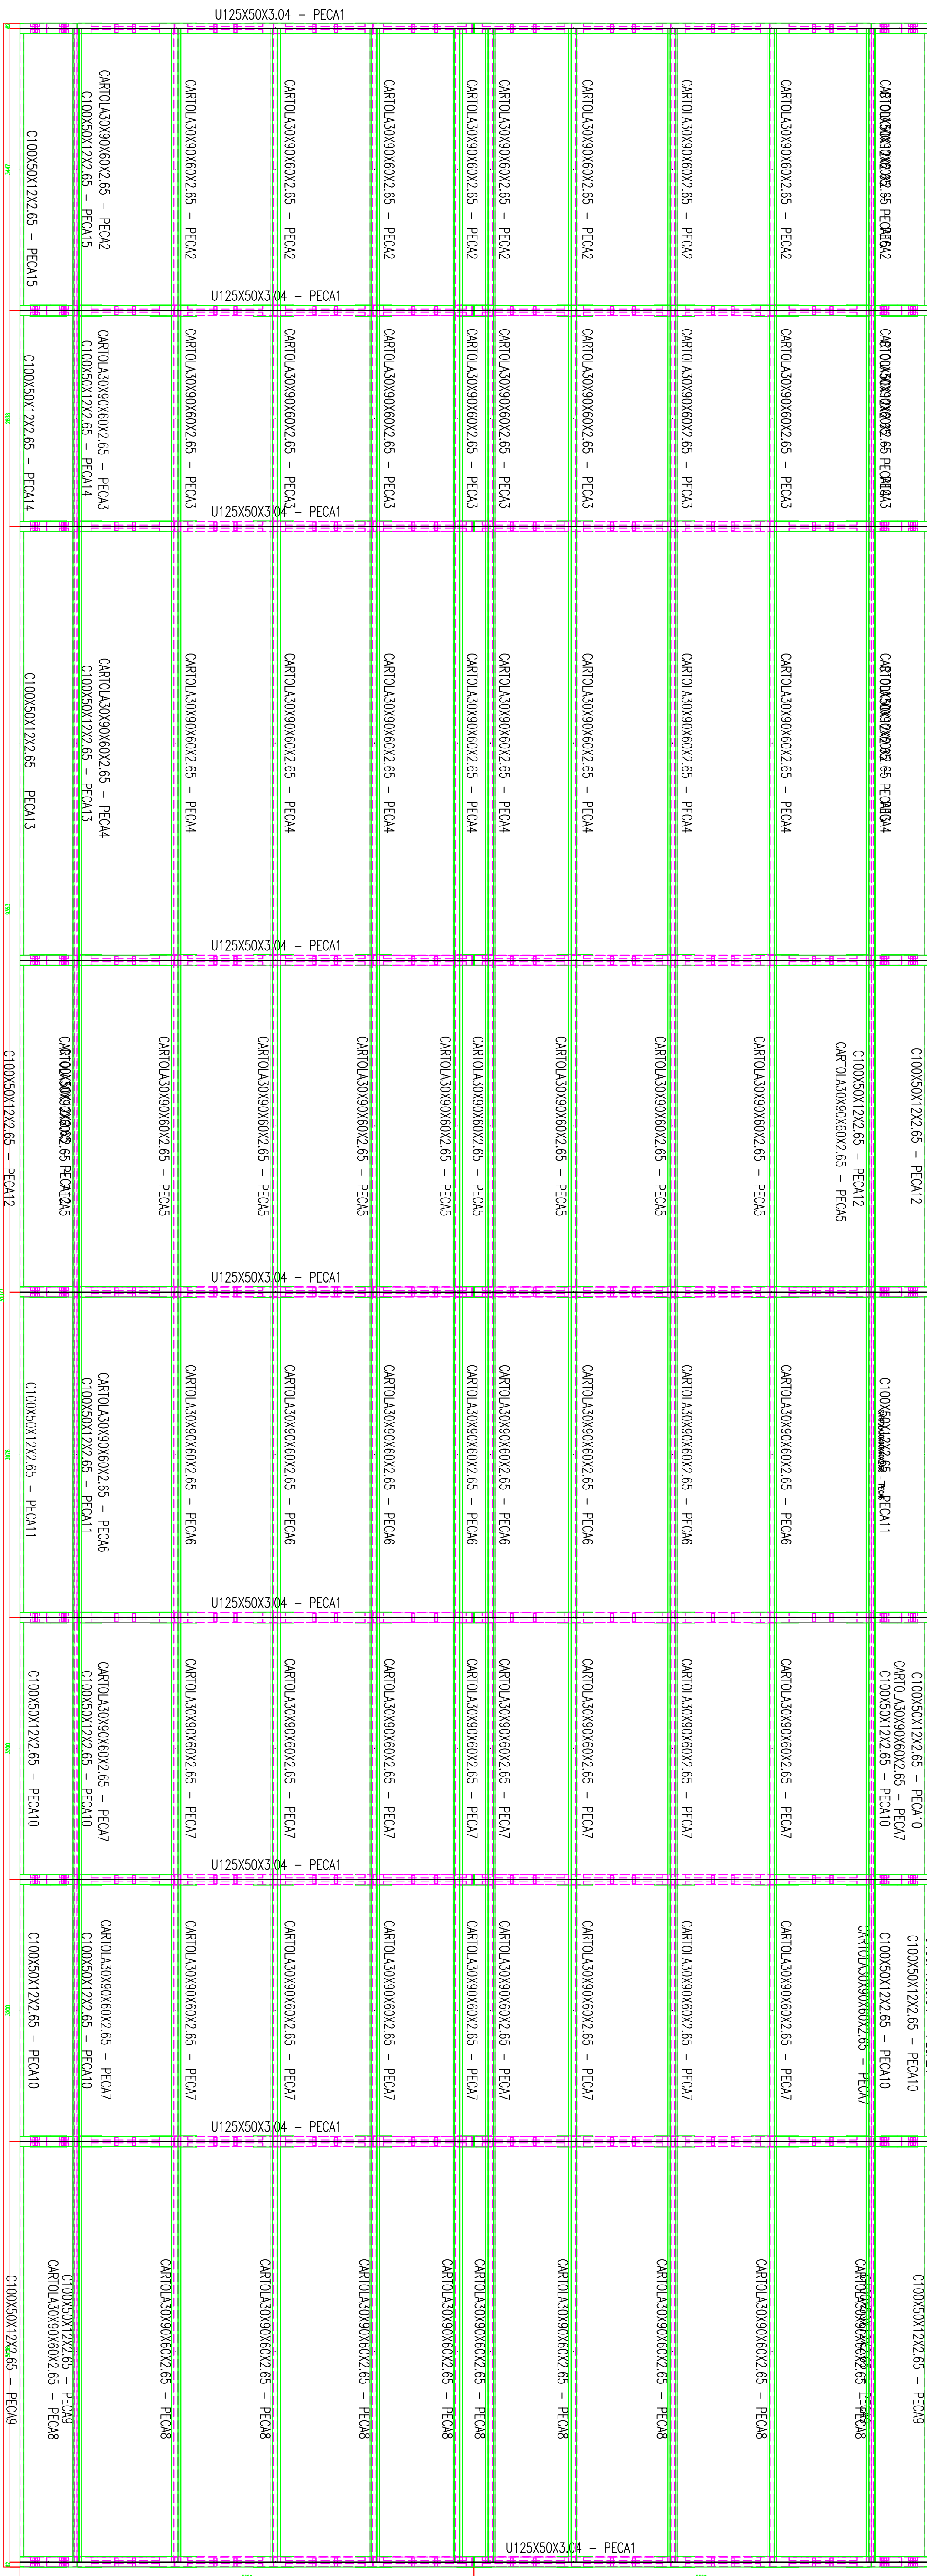 U125X50X3.04 - PECA1
C100X50X12X2.65 - PECA15
C100X50X12X2.65 - PECA15
CARTOLA30X90X60X2.65 - PECA2
CARTOLA30X90X60X2.65 - PECA2
CARTOLA30X90X60X2.65 - PECA2
CARTOLA30X90X60X2.65 - PECA2
CARTOLA30X90X60X2.65 - PECA2
CARTOLA30X90X60X2.65 - PECA2
CARTOLA30X90X60X2.65 - PECA2
CARTOLA30X90X60X2.65 - PECA2
CARTOLA30X90X60X2.65 - PECA2
U125X50X3.04 - PECA1
C100X50X12X2.65 - PECA14
C100X50X12X2.65 - PECA14
CARTOLA30X90X60X2.65 - PECA3
CARTOLA30X90X60X2.65 - PECA3
CARTOLA30X90X60X2.65 - PECA3
CARTOLA30X90X60X2.65 - PECA3
CARTOLA30X90X60X2.65 - PECA3
CARTOLA30X90X60X2.65 - PECA3
CARTOLA30X90X60X2.65 - PECA3
CARTOLA30X90X60X2.65 - PECA3
CARTOLA30X90X60X2.65 - PECA3
U125X50X3.04 - PECA1
C100X50X12X2.65 - PECA13
C100X50X12X2.65 - PECA13
CARTOLA30X90X60X2.65 - PECA4
CARTOLA30X90X60X2.65 - PECA4
CARTOLA30X90X60X2.65 - PECA4
CARTOLA30X90X60X2.65 - PECA4
CARTOLA30X90X60X2.65 - PECA4
CARTOLA30X90X60X2.65 - PECA4
CARTOLA30X90X60X2.65 - PECA4
CARTOLA30X90X60X2.65 - PECA4
CARTOLA30X90X60X2.65 - PECA4
U125X50X3.04 - PECA1
C100X50X12X2.65 - PECA12
CARTOLA30X90X60X2.65 - PECA5
CARTOLA30X90X60X2.65 - PECA5
CARTOLA30X90X60X2.65 - PECA5
CARTOLA30X90X60X2.65 - PECA5
CARTOLA30X90X60X2.65 - PECA5
CARTOLA30X90X60X2.65 - PECA5
CARTOLA30X90X60X2.65 - PECA5
CARTOLA30X90X60X2.65 - PECA5
CARTOLA30X90X60X2.65 - PECA5
C100X50X12X2.65 - PECA12
C100X50X12X2.65 - PECA12
U125X50X3.04 - PECA1
C100X50X12X2.65 - PECA11
C100X50X12X2.65 - PECA11
CARTOLA30X90X60X2.65 - PECA6
CARTOLA30X90X60X2.65 - PECA6
CARTOLA30X90X60X2.65 - PECA6
CARTOLA30X90X60X2.65 - PECA6
CARTOLA30X90X60X2.65 - PECA6
CARTOLA30X90X60X2.65 - PECA6
CARTOLA30X90X60X2.65 - PECA6
CARTOLA30X90X60X2.65 - PECA6
CARTOLA30X90X60X2.65 - PECA6
C100X50X12X2.65 - PECA11
U125X50X3.04 - PECA1
C100X50X12X2.65 - PECA10
C100X50X12X2.65 - PECA10
CARTOLA30X90X60X2.65 - PECA7
CARTOLA30X90X60X2.65 - PECA7
CARTOLA30X90X60X2.65 - PECA7
CARTOLA30X90X60X2.65 - PECA7
CARTOLA30X90X60X2.65 - PECA7
CARTOLA30X90X60X2.65 - PECA7
CARTOLA30X90X60X2.65 - PECA7
CARTOLA30X90X60X2.65 - PECA7
CARTOLA30X90X60X2.65 - PECA7
C100X50X12X2.65 - PECA10
CARTOLA30X90X60X2.65 - PECA7
C100X50X12X2.65 - PECA10
U125X50X3.04 - PECA1
C100X50X12X2.65 - PECA10
C100X50X12X2.65 - PECA10
CARTOLA30X90X60X2.65 - PECA7
CARTOLA30X90X60X2.65 - PECA7
CARTOLA30X90X60X2.65 - PECA7
CARTOLA30X90X60X2.65 - PECA7
CARTOLA30X90X60X2.65 - PECA7
CARTOLA30X90X60X2.65 - PECA7
CARTOLA30X90X60X2.65 - PECA7
CARTOLA30X90X60X2.65 - PECA7
CARTOLA30X90X60X2.65 - PECA7
CARTOLA30X90X60X2.65 - PECA7
C100X50X12X2.65 - PECA10
C100X50X12X2.65 - PECA10
U125X50X3.04 - PECA1
C100X50X12X2.65 - PECA9
CARTOLA30X90X60X2.65 - PECA8
C100X50X12X2.65 - PECA9
CARTOLA30X90X60X2.65 - PECA8
CARTOLA30X90X60X2.65 - PECA8
CARTOLA30X90X60X2.65 - PECA8
CARTOLA30X90X60X2.65 - PECA8
CARTOLA30X90X60X2.65 - PECA8
CARTOLA30X90X60X2.65 - PECA8
CARTOLA30X90X60X2.65 - PECA8
CARTOLA30X90X60X2.65 - PECA8
C100X50X12X2.65 - PECA9
U125X50X3.04 - PECA1